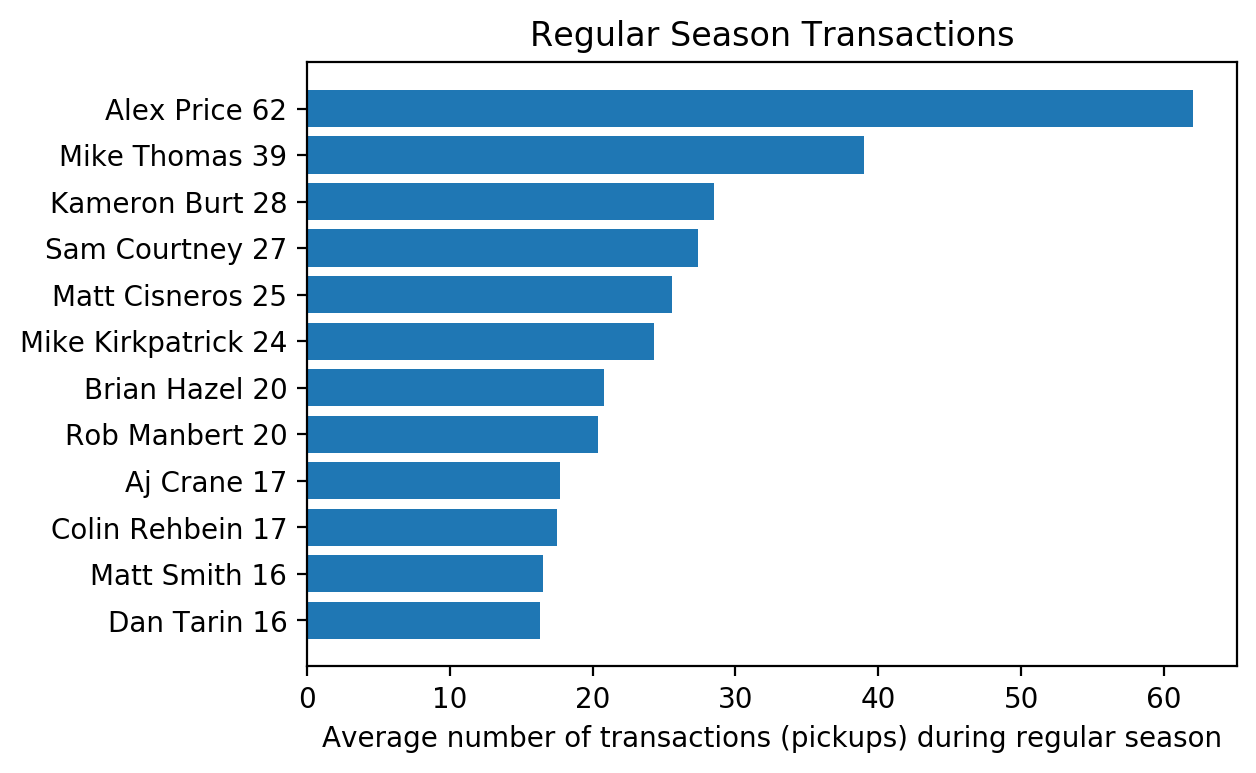 Regular Season Transactions
Alex Price 62
Mike Thomas 39
Kameron Burt 28
Sam Courtney 27
Matt Cisneros 25
Mike Kirkpatrick 24
Brian Hazel 20
Rob Manbert 20
Aj Crane 17
Colin Rehbein 17
Matt Smith 16
Dan Tarin 16
0 10 20 30 40 50 60
Average number of transactions (pickups) during regular season